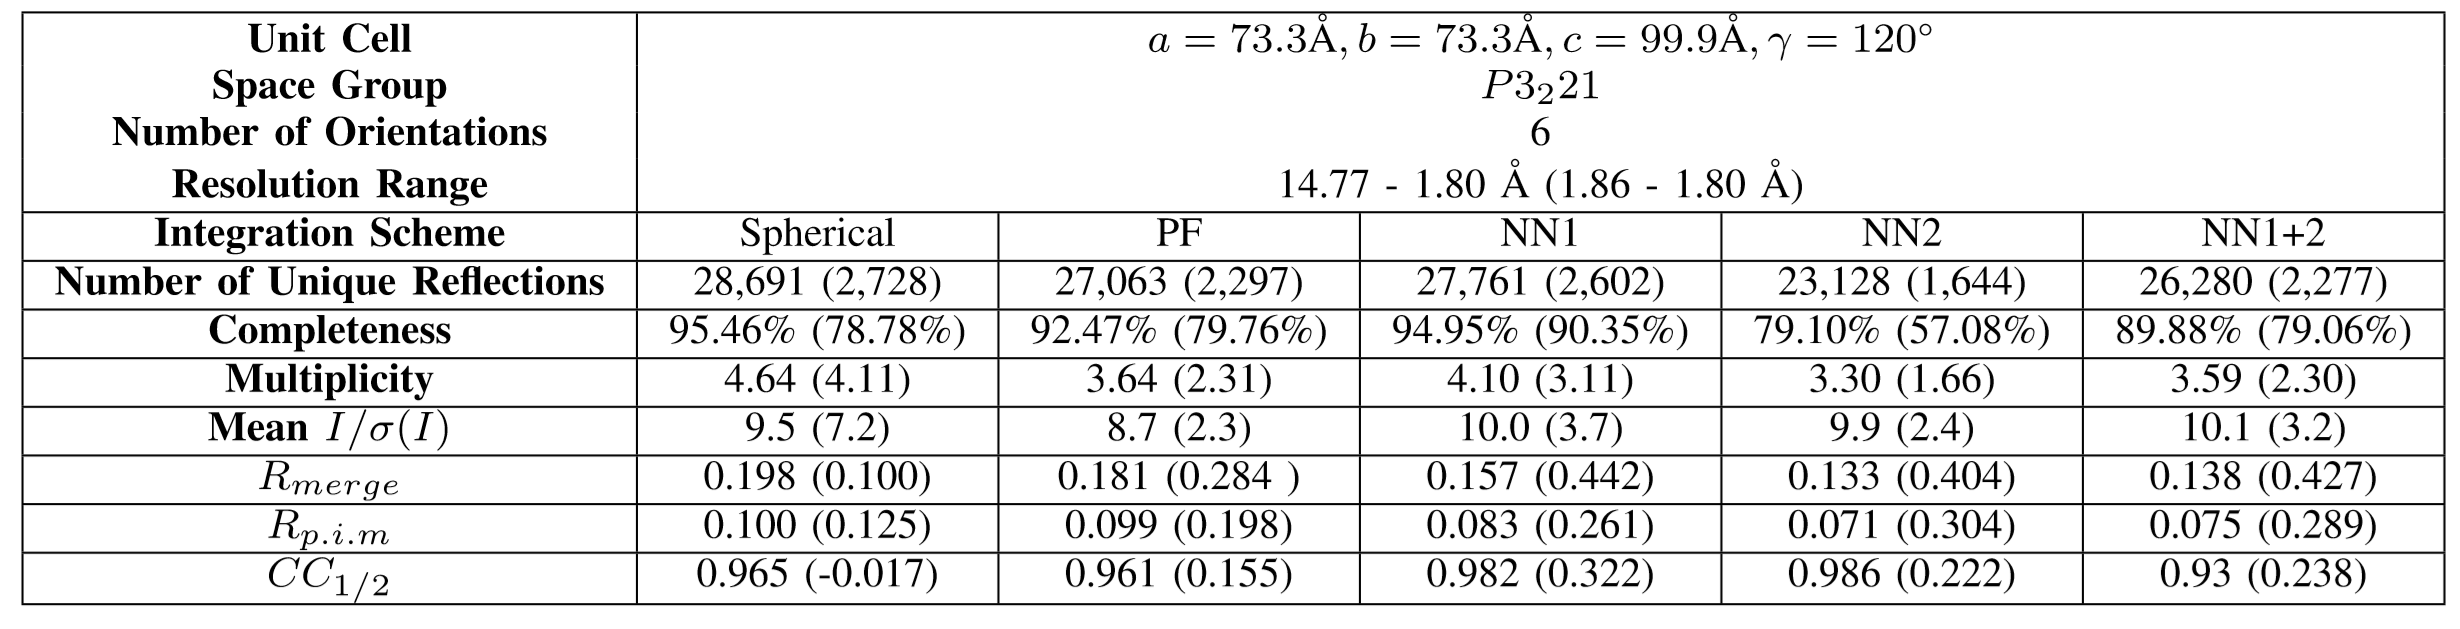 Unit Cell a = 73.3Å, b = 73.3Å, c = 99.9Å, γ = 120°
Space Group P3₂21
Number of Orientations 6
Resolution Range 14.77 - 1.80 Å (1.86 - 1.80 Å)
Integration Scheme Spherical PF NN1 NN2 NN1+2
Number of Unique Reflections 28,691 (2,728) 27,063 (2,297) 27,761 (2,602) 23,128 (1,644) 26,280 (2,277)
Completeness 95.46% (78.78%) 92.47% (79.76%) 94.95% (90.35%) 79.10% (57.08%) 89.88% (79.06%)
Multiplicity 4.64 (4.11) 3.64 (2.31) 4.10 (3.11) 3.30 (1.66) 3.59 (2.30)
Mean I/σ(I) 9.5 (7.2) 8.7 (2.3) 10.0 (3.7) 9.9 (2.4) 10.1 (3.2)
R_merge 0.198 (0.100) 0.181 (0.284 ) 0.157 (0.442) 0.133 (0.404) 0.138 (0.427)
R_p.i.m 0.100 (0.125) 0.099 (0.198) 0.083 (0.261) 0.071 (0.304) 0.075 (0.289)
CC_1/2 0.965 (-0.017) 0.961 (0.155) 0.982 (0.322) 0.986 (0.222) 0.93 (0.238)